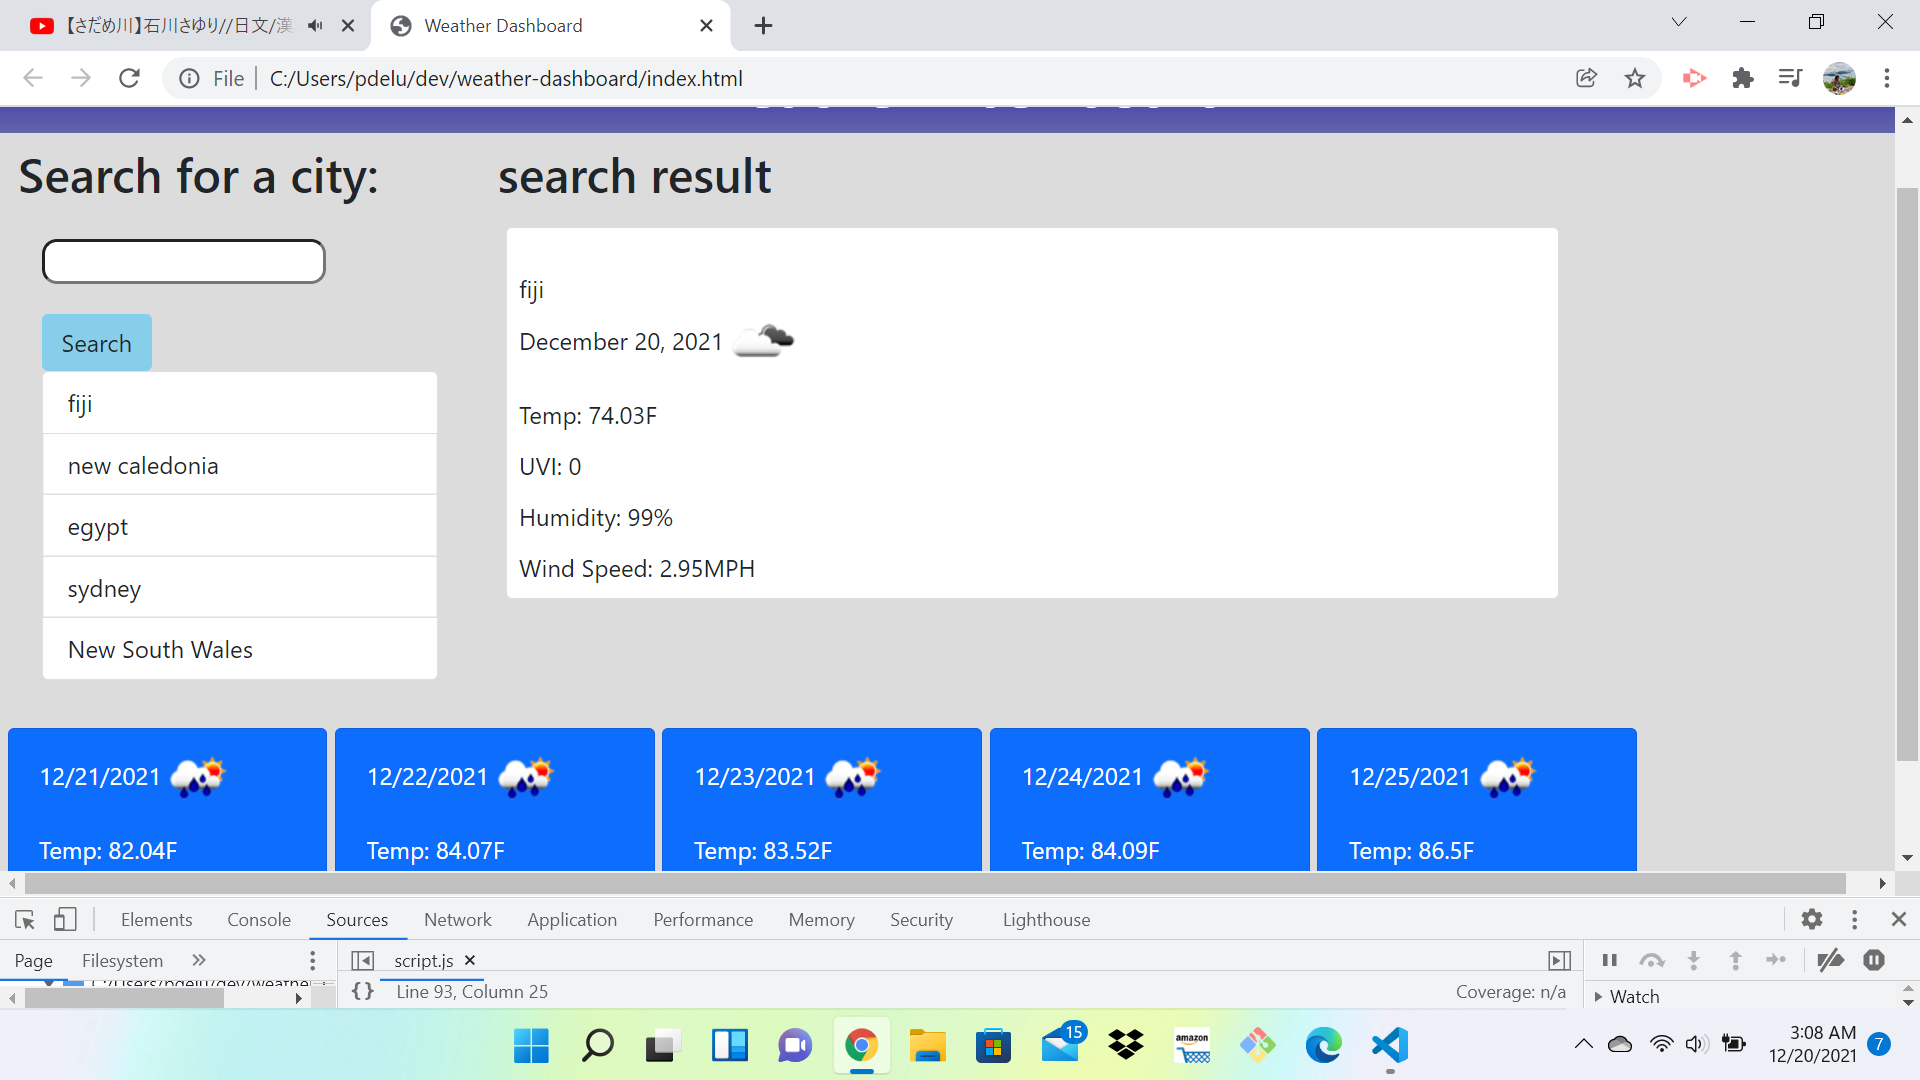 【さだめ川】石川さゆり//日文/漢
Weather Dashboard
File
C:/Users/pdelu/dev/weather-dashboard/index.html
Search for a city:
search result
Search
fiji
new caledonia
egypt
sydney
New South Wales
fiji
December 20, 2021
Temp: 74.03F
UVI: 0
Humidity: 99%
Wind Speed: 2.95MPH
12/21/2021
12/22/2021
12/23/2021
12/24/2021
12/25/2021
Temp: 82.04F
Temp: 84.07F
Temp: 83.52F
Temp: 84.09F
Temp: 86.5F
Elements Console Sources Network Application Performance Memory Security Lighthouse
Page Filesystem
script.js
C:/Users/pdelu/dev/weathe
{} Line 93, Column 25
Coverage: n/a
Watch
15
amazon
3:08 AM
12/20/2021
7